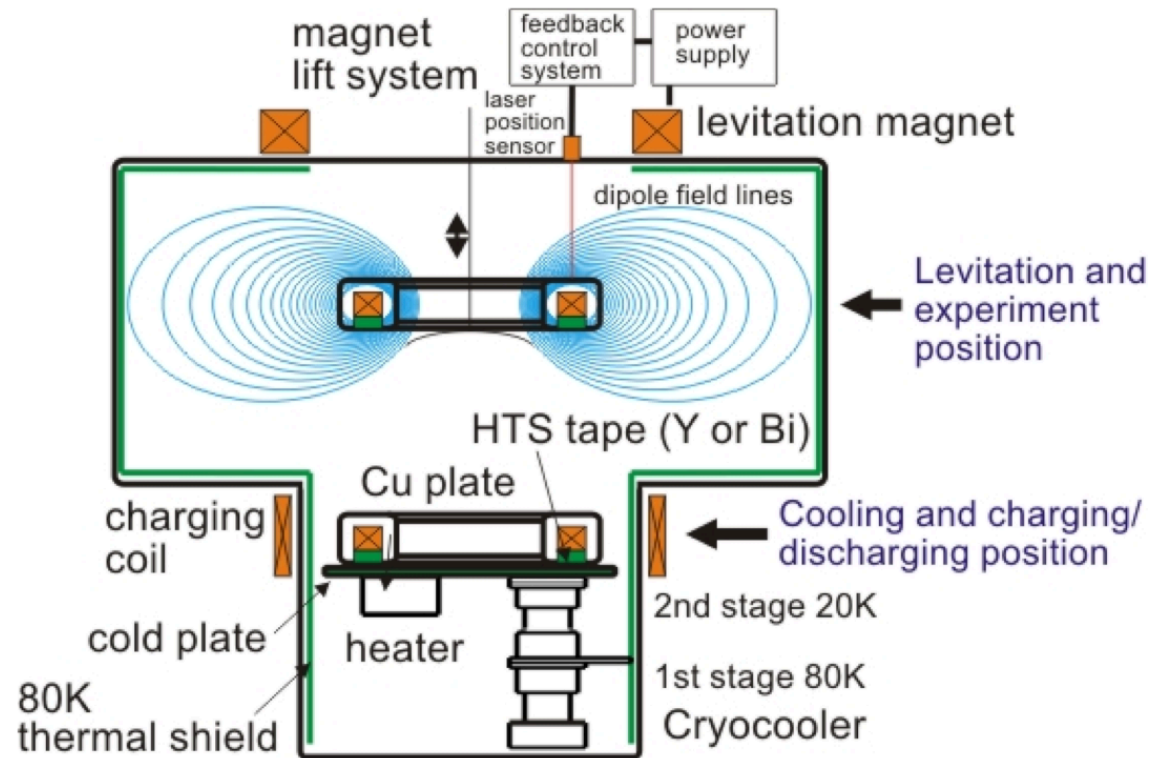 magnet
lift system
feedback
control
system
power
supply
laser
position
sensor
levitation magnet
dipole field lines
Levitation and
experiment
position
HTS tape (Y or Bi)
Cu plate
charging
coil
Cooling and charging/
discharging position
cold plate
heater
2nd stage 20K
1st stage 80K
Cryocooler
80K
thermal shield